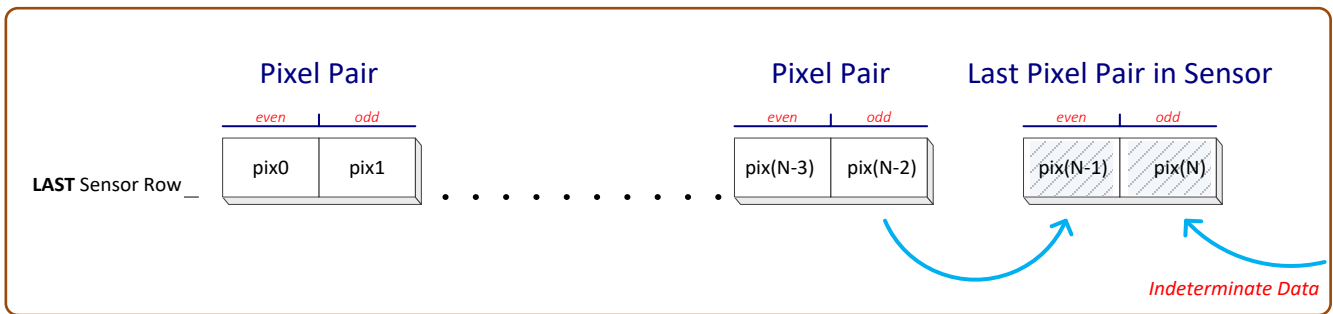 Pixel Pair
Pixel Pair
Last Pixel Pair in Sensor
even odd
even odd
even odd
LAST Sensor Row
pix0 pix1
pix(N-3) pix(N-2)
pix(N-1) pix(N)
Indeterminate Data